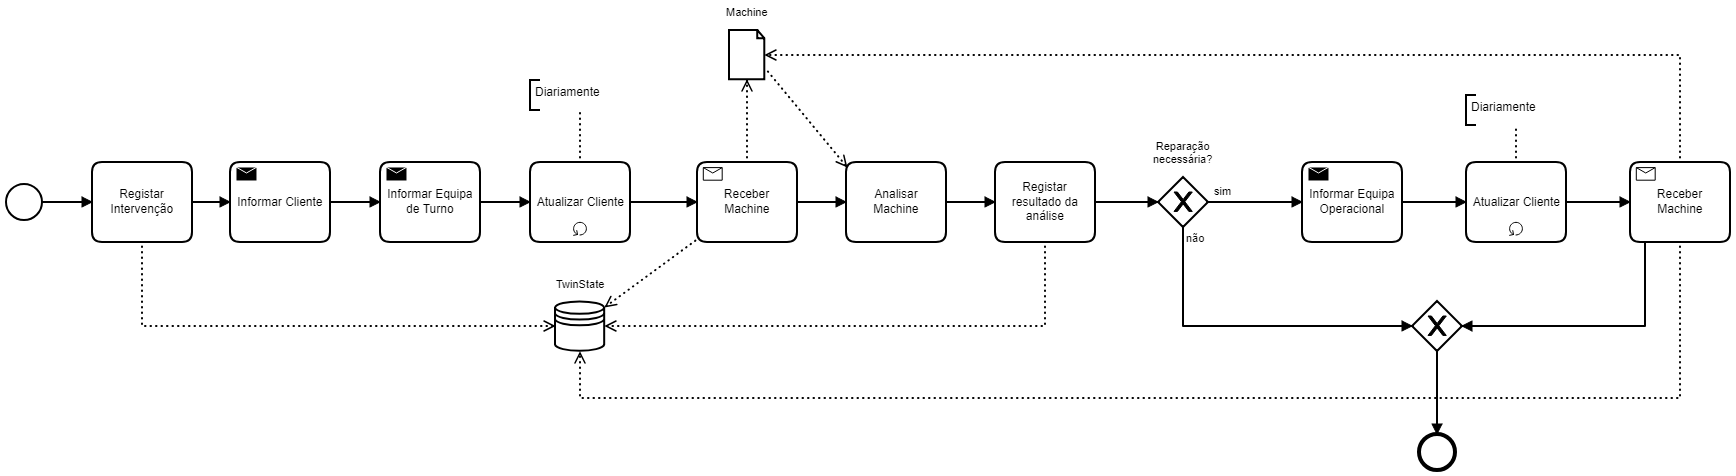 Machine
Diariamente
Diariamente
Registar
Intervenção
Informar Cliente
Informar Equipa
de Turno
Atualizar Cliente
Receber
Machine
Analisar
Machine
Registar
resultado da
análise
Reparação
necessária?
sim
não
Informar Equipa
Operacional
Atualizar Cliente
Receber
Machine
TwinState